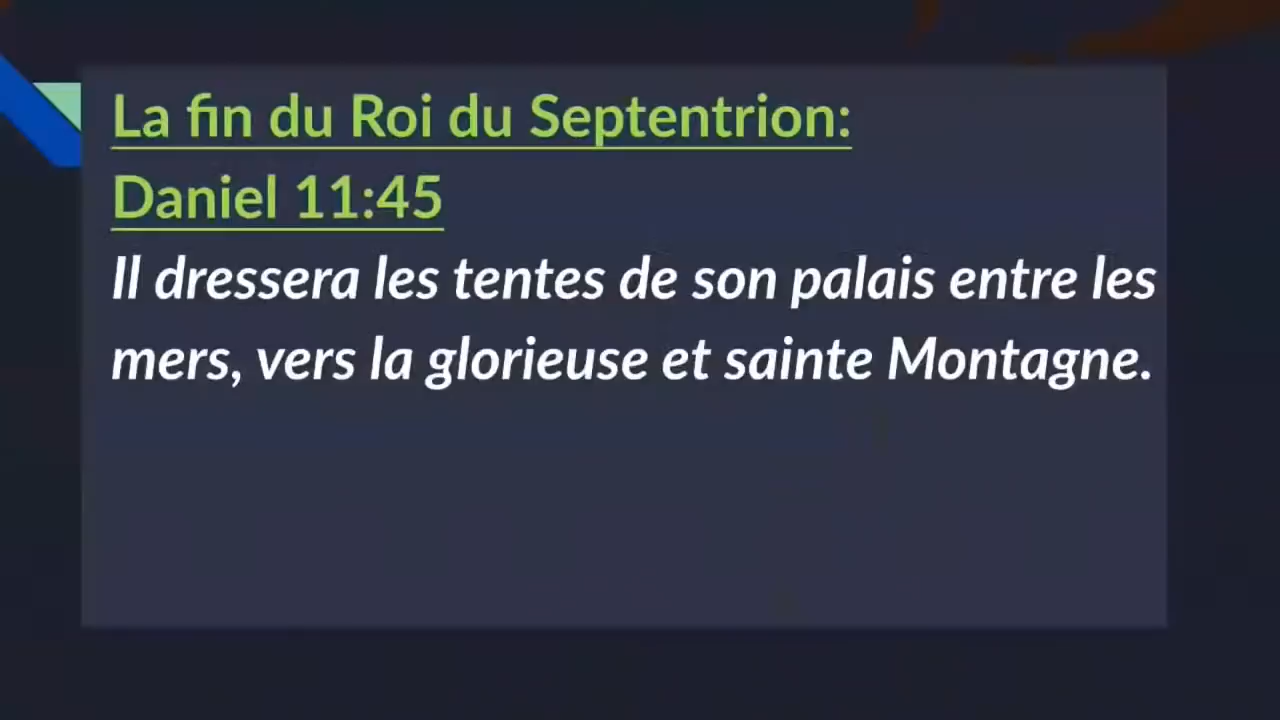 La fin du Roi du Septentrion:
Daniel 11:45
Il dressera les tentes de son palais entre les
mers, vers la glorieuse et sainte Montagne.